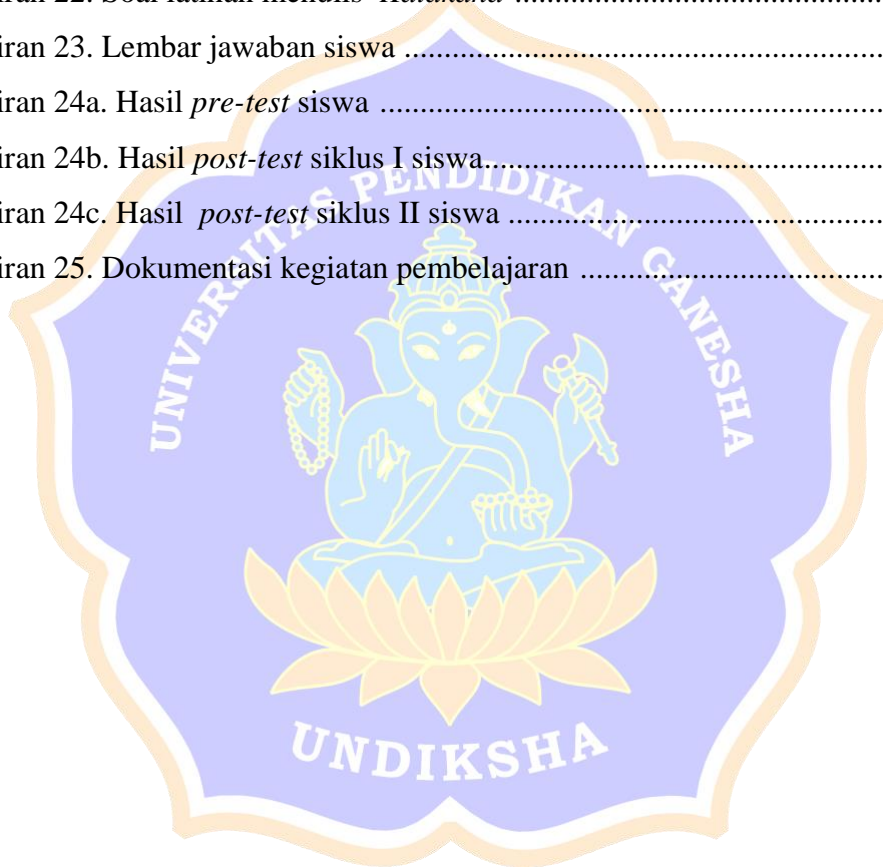 iran 22. Soal latihan menulis Katakana ........................................
iran 23. Lembar jawaban siswa ........................................................
iran 24a. Hasil pre-test siswa ...........................................................
iran 24b. Hasil post-test siklus I siswa..............................................
iran 24c. Hasil post-test siklus II siswa ...........................................
iran 25. Dokumentasi kegiatan pembelajaran ..................................
UNIVERSITAS PENDIDIKAN GANESHA
UNDIKSHA